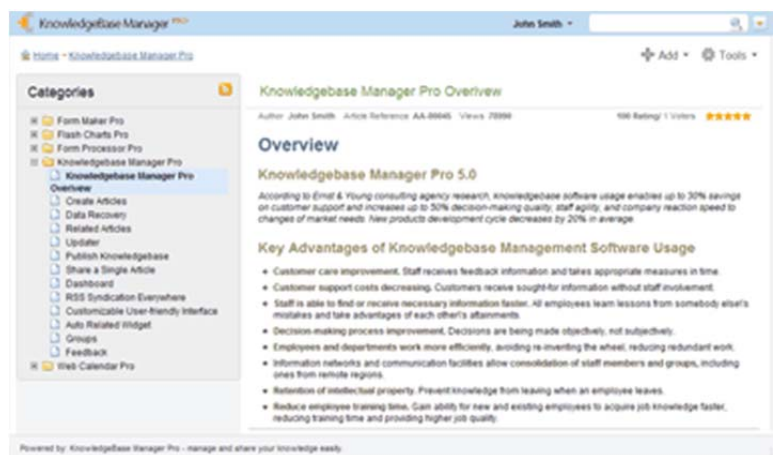 KnowledgeBase Manager PRO
John Smith
Home ~ Knowledgebase Manager Pro
Add
Tools
Categories
Form Maker Pro
Flash Charts Pro
Form Processor Pro
Knowledgebase Manager Pro
Knowledgebase Manager Pro
Overivew
Create Articles
Data Recovery
Related Articles
Updater
Publish Knowledgebase
Share a Single Article
Dashboard
RSS Syndication Everywhere
Customizable User-friendly Interface
Auto Related Widget
Groups
Feedback
Web Calendar Pro
Knowledgebase Manager Pro Overivew
Author John Smith Article Reference AA-00045 Views 78990
100 Rating/ 1 Voters
Overview
Knowledgebase Manager Pro 5.0
According to Ernst & Young consulting agency research, knowledgebase software usage enables up to 30% savings
on customer support and increases up to 50% decision-making quality, staff agility, and company reaction speed to
changes of market needs. New products development cycle decreases by 20% in average.
Key Advantages of Knowledgebase Management Software Usage
Customer care improvement. Staff receives feedback information and takes appropriate measures in time.
Customer support costs decreasing. Customers receive sought-for information without staff involvement.
Staff is able to find or receive necessary information faster. All employees learn lessons from somebody elsel's
mistakes and take advantages of each otherl's attainments.
Decision-making process improvement. Decisions are being made objectively, not subjectively.
Employees and departments work more efficiently, avoiding re-inventing the wheel, reducing redundant work.
Information networks and communication facilities allow consolidation of staff members and groups, including
ones from remote regions.
Retention of intellectual property. Prevent knowledge from leaving when an employee leaves.
Reduce employee training time. Gain ability for new and existing employees to acquire job knowledge faster,
reducing training time and providing higher job quality.
Powered by: KnowledgeBase Manager Pro - manage and share your knowledge easily.